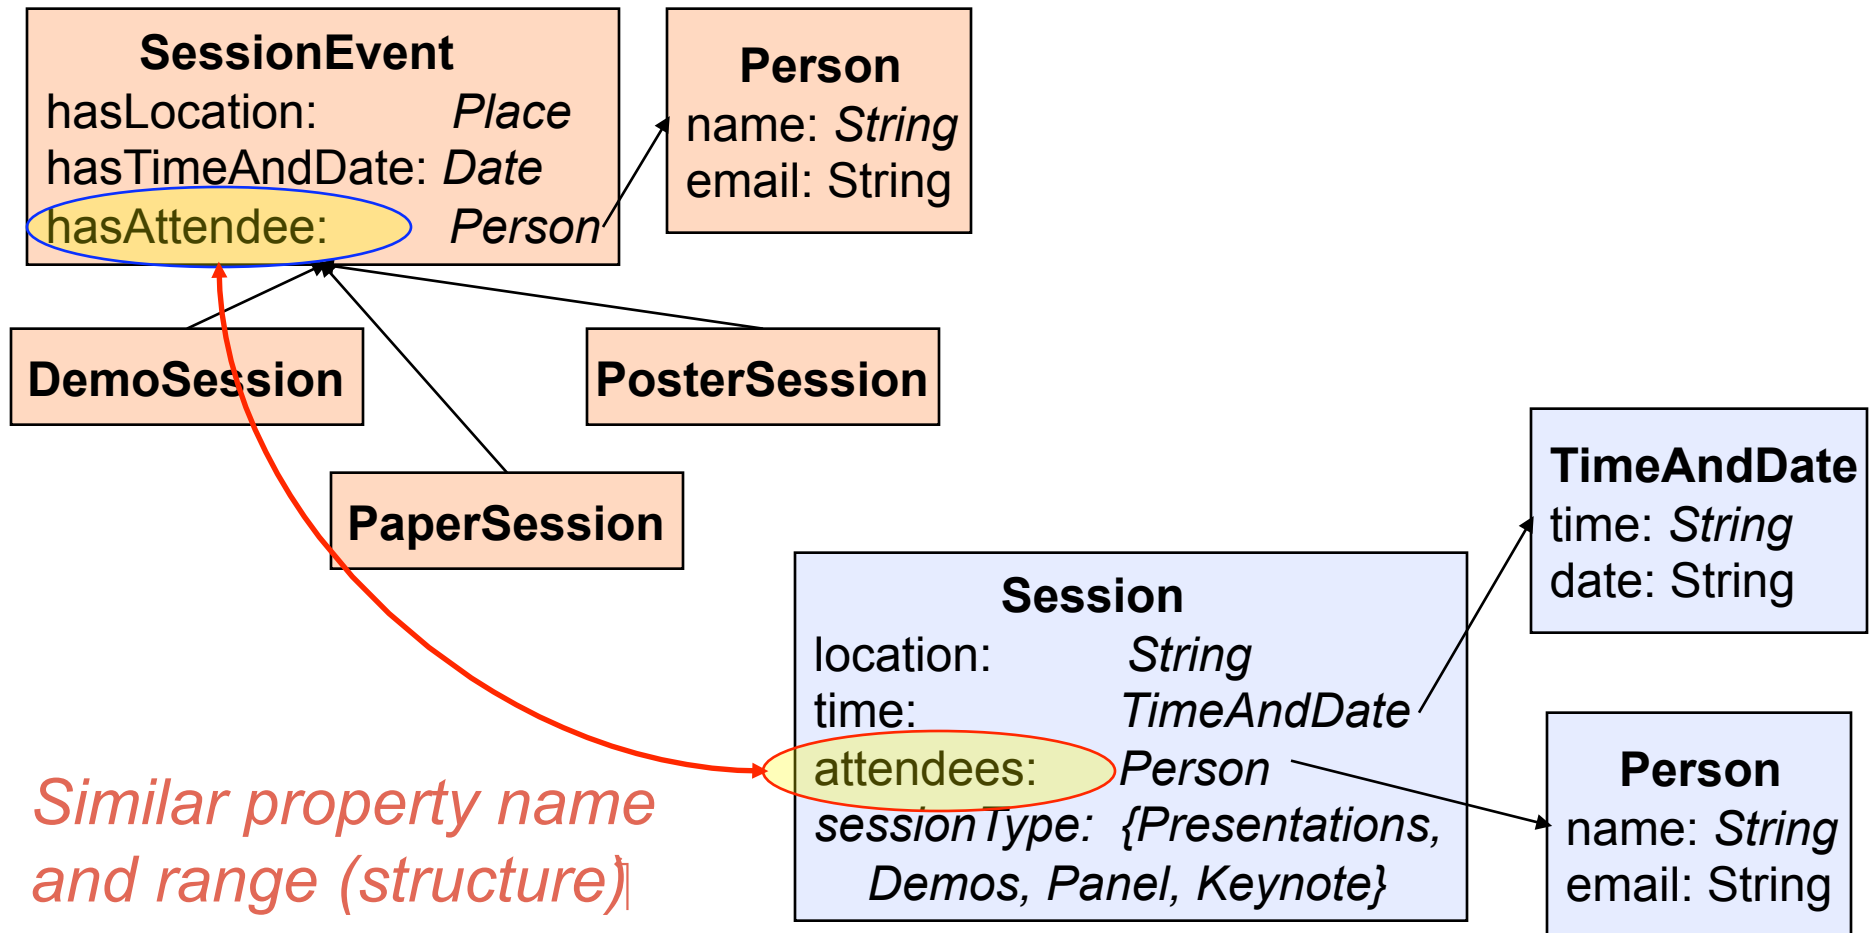 SessionEvent
hasLocation: Place
hasTimeAndDate: Date
hasAttendee: Person
Person
name: String
email: String
DemoSession
PosterSession
PaperSession
TimeAndDate
time: String
date: String
Session
location: String
time: TimeAndDate
attendees: Person
sessionType: {Presentations,
Demos, Panel, Keynote}
Person
name: String
email: String
Similar property name
and range (structure)